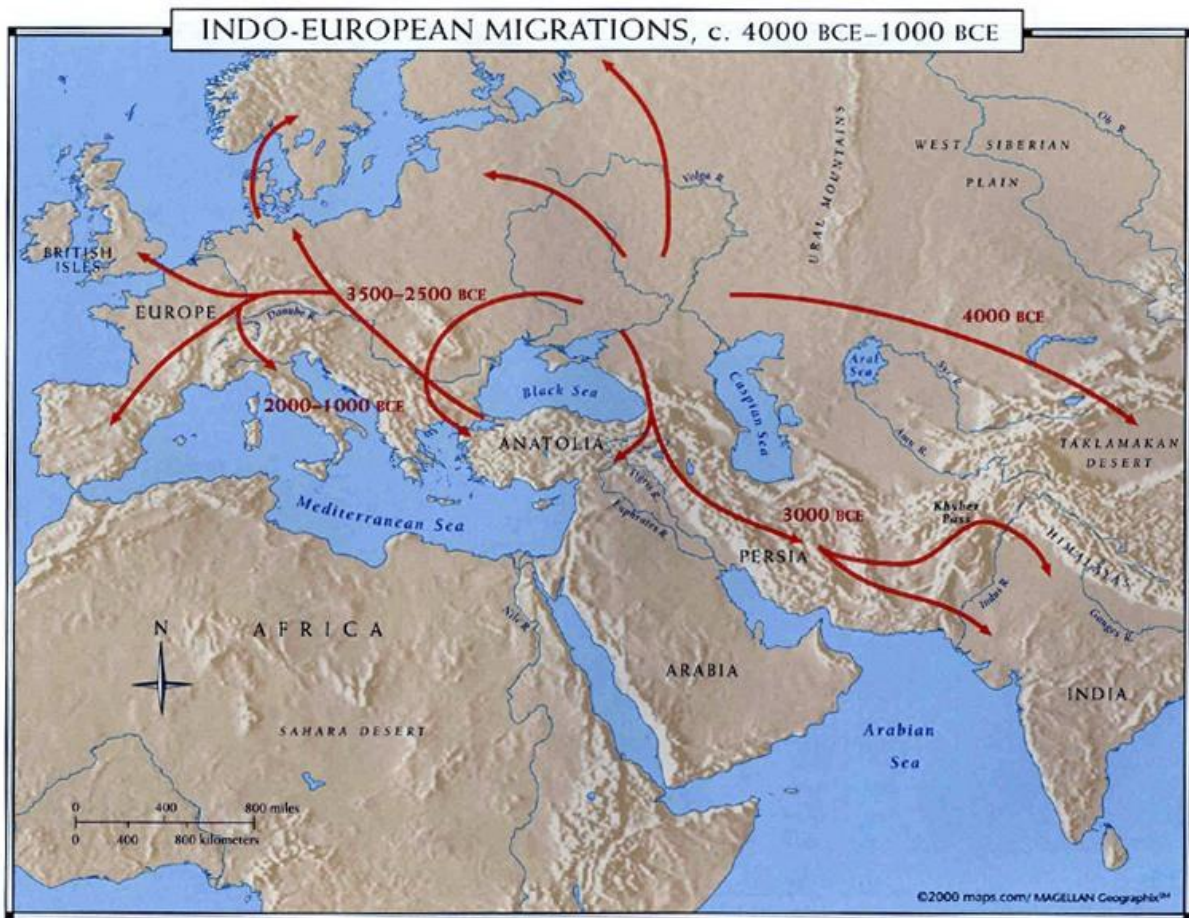 INDO-EUROPEAN MIGRATIONS, c. 4000 BCE–1000 BCE
Ob R.
WEST SIBERIAN
PLAIN
URAL MOUNTAINS
Volga R.
BRITISH
ISLES
3500–2500 BCE
EUROPE
Danube R.
4000 BCE
Aral
Sea
Syr R.
Black Sea
Caspian Sea
2000–1000 BCE
ANATOLIA
Amu R.
TAKLAMAKAN
DESERT
Tigris R.
Mediterranean Sea
Euphrates R.
3000 BCE
Khyber
Pass
PERSIA
HIMALAYAS
Indus R.
Nile R.
Ganges R.
N
AFRICA
ARABIA
INDIA
SAHARA DESERT
Arabian
Sea
0 400 800 miles
0 400 800 kilometers
©2000 maps.com/ MAGELLAN Geographix℠